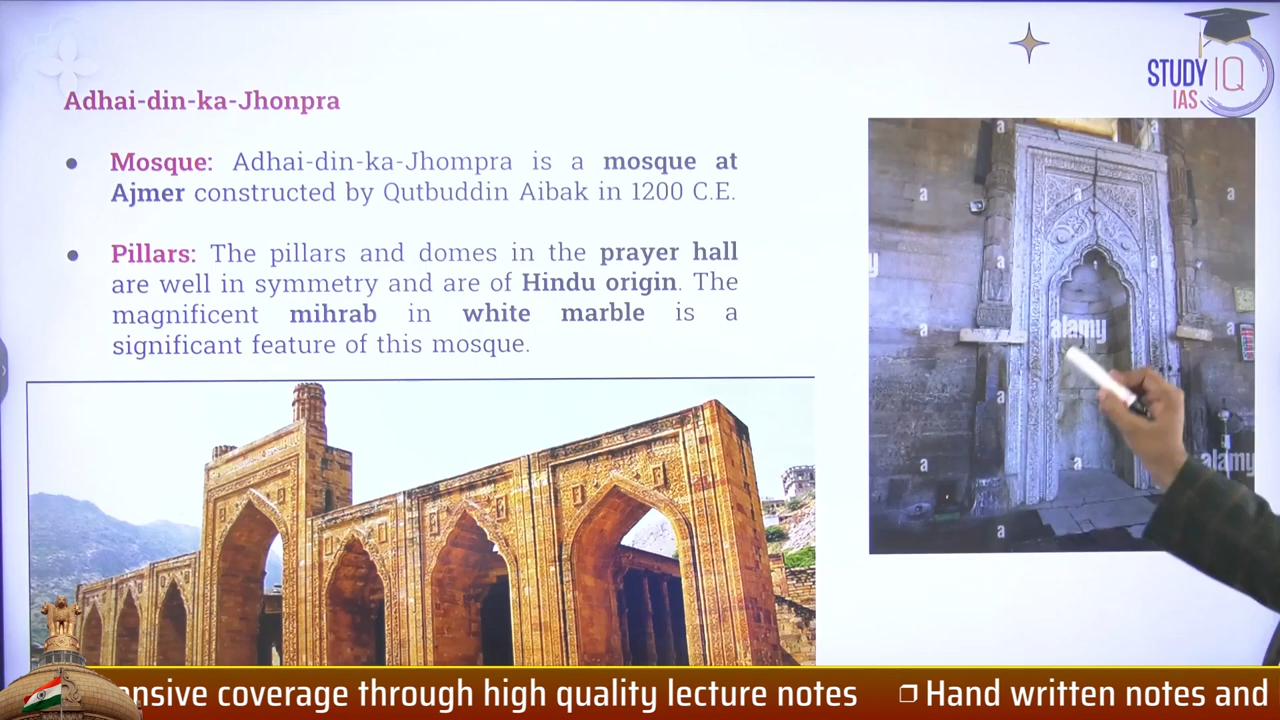 STUDY IQ
IAS
Adhai-din-ka-Jhonpra
• Mosque: Adhai-din-ka-Jhompra is a mosque at
Ajmer constructed by Qutbuddin Aibak in 1200 C.E.
• Pillars: The pillars and domes in the prayer hall
are well in symmetry and are of Hindu origin. The
magnificent mihrab in white marble is a
significant feature of this mosque.
a
a
a
a
a
a
a
a
alamy
a
a
a
a
alamy
a
ensive coverage through high quality lecture notes ❐ Hand written notes and